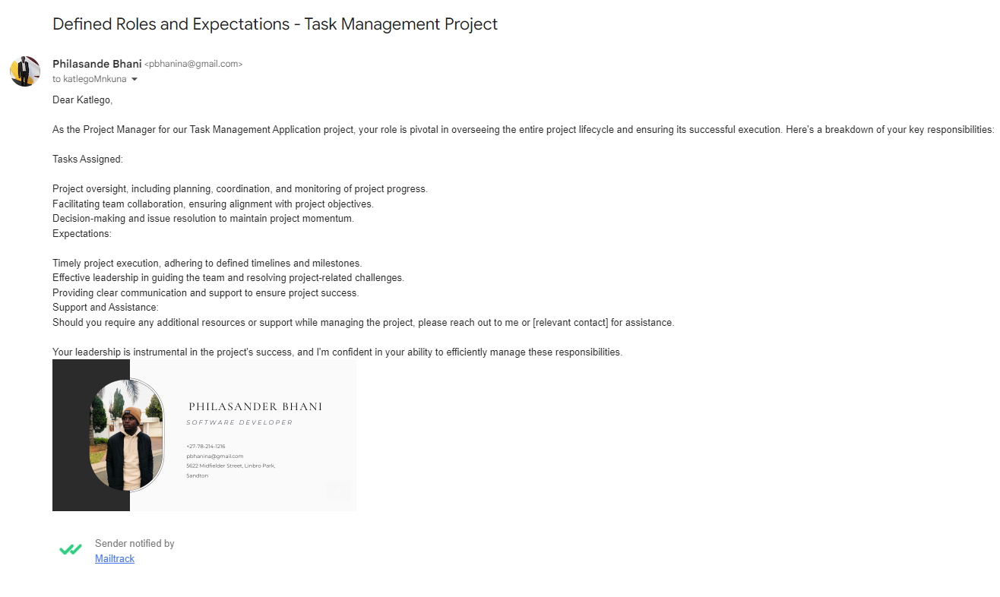 Defined Roles and Expectations - Task Management Project
Philasande Bhani <pbhanina@gmail.com>
to katlegoMnkuna
Dear Katlego,
As the Project Manager for our Task Management Application project, your role is pivotal in overseeing the entire project lifecycle and ensuring its successful execution. Here's a breakdown of your key responsibilities:
Tasks Assigned:
Project oversight, including planning, coordination, and monitoring of project progress.
Facilitating team collaboration, ensuring alignment with project objectives.
Decision-making and issue resolution to maintain project momentum.
Expectations:
Timely project execution, adhering to defined timelines and milestones.
Effective leadership in guiding the team and resolving project-related challenges.
Providing clear communication and support to ensure project success.
Support and Assistance:
Should you require any additional resources or support while managing the project, please reach out to me or [relevant contact] for assistance.
Your leadership is instrumental in the project's success, and I'm confident in your ability to efficiently manage these responsibilities.
PHILASANDER BHANI
SOFTWARE DEVELOPER
+27-78-214-1216
pbhanina@gmail.com
5622 Midfielder Street, Linbro Park,
Sandton
Sender notified by
Mailtrack